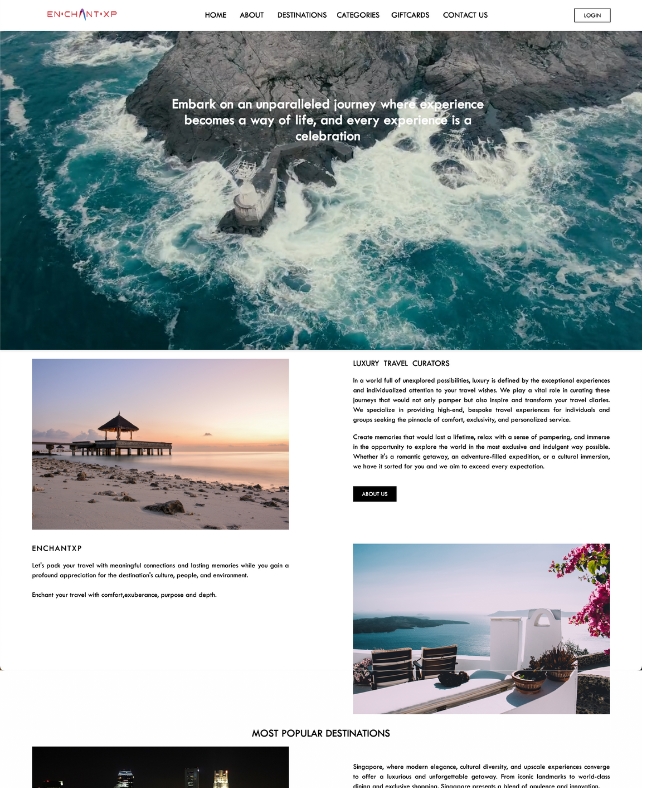 EN•CHANT•XP
HOME ABOUT DESTINATIONS CATEGORIES GIFTCARDS CONTACT US
LOGIN
Embark on an unparalleled journey where experience
becomes a way of life, and every experience is a
celebration
LUXURY TRAVEL CURATORS
In a world full of unexplored possibilities, luxury is defined by the exceptional experiences
and individualized attention to your travel wishes. We play a vital role in curating these
journeys that would not only pamper but also inspire and transform your travel diaries.
We specialize in providing high-end, bespoke travel experiences for individuals and
groups seeking the pinnacle of comfort, exclusivity, and personalized service.
Create memories that would last a lifetime, relax with a sense of pampering, and immerse
in the opportunity to explore the world in the most exclusive and indulgent way possible.
Whether it's a romantic getaway, an adventure-filled expedition, or a cultural immersion,
we have it sorted for you and we aim to exceed every expectation.
ABOUT US
ENCHANTXP
Let's pack your travel with meaningful connections and lasting memories while you gain a
profound appreciation for the destination's culture, people, and environment.
Enchant your travel with comfort,exuberance, purpose and depth.
MOST POPULAR DESTINATIONS
Singapore, where modern elegance, cultural diversity, and upscale experiences converge
to offer a luxurious and unforgettable getaway. From iconic landmarks to world-class
dining and exclusive shopping, Singapore presents a blend of opulence and innovation.